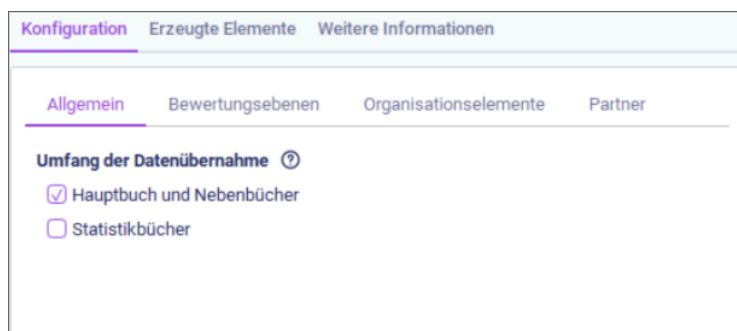 Konfiguration Erzeugte Elemente Weitere Informationen
Allgemein Bewertungsebenen Organisationselemente Partner
Umfang der Datenübernahme ?
Hauptbuch und Nebenbücher
Statistikbücher